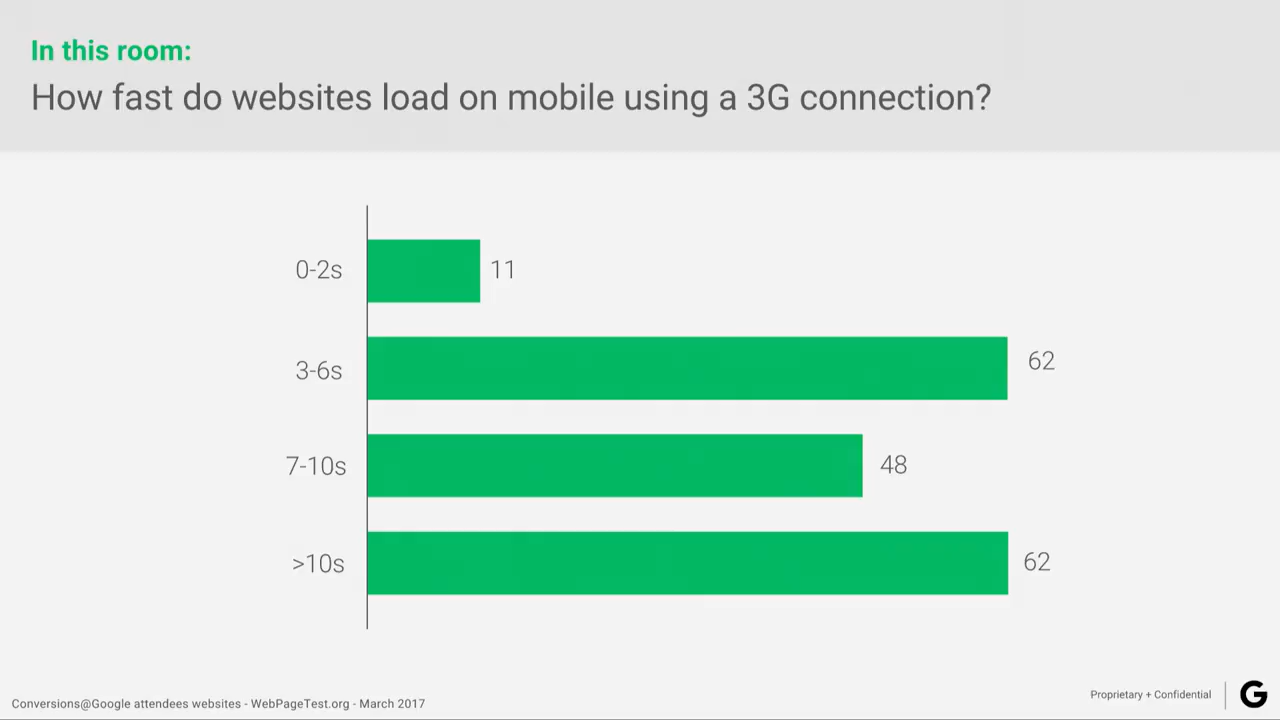 In this room:
How fast do websites load on mobile using a 3G connection?
0-2s 11
3-6s 62
7-10s 48
>10s 62
Conversions@Google attendees websites - WebPageTest.org - March 2017
Proprietary + Confidential
G